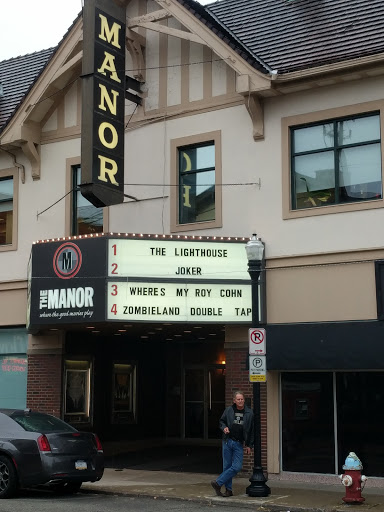 MANOR
1 THE LIGHTHOUSE
2 JOKER
3 WHERES MY ROY COHN
4 ZOMBIELAND DOUBLE TAP
M
THE MANOR
where the good movies play
P
P